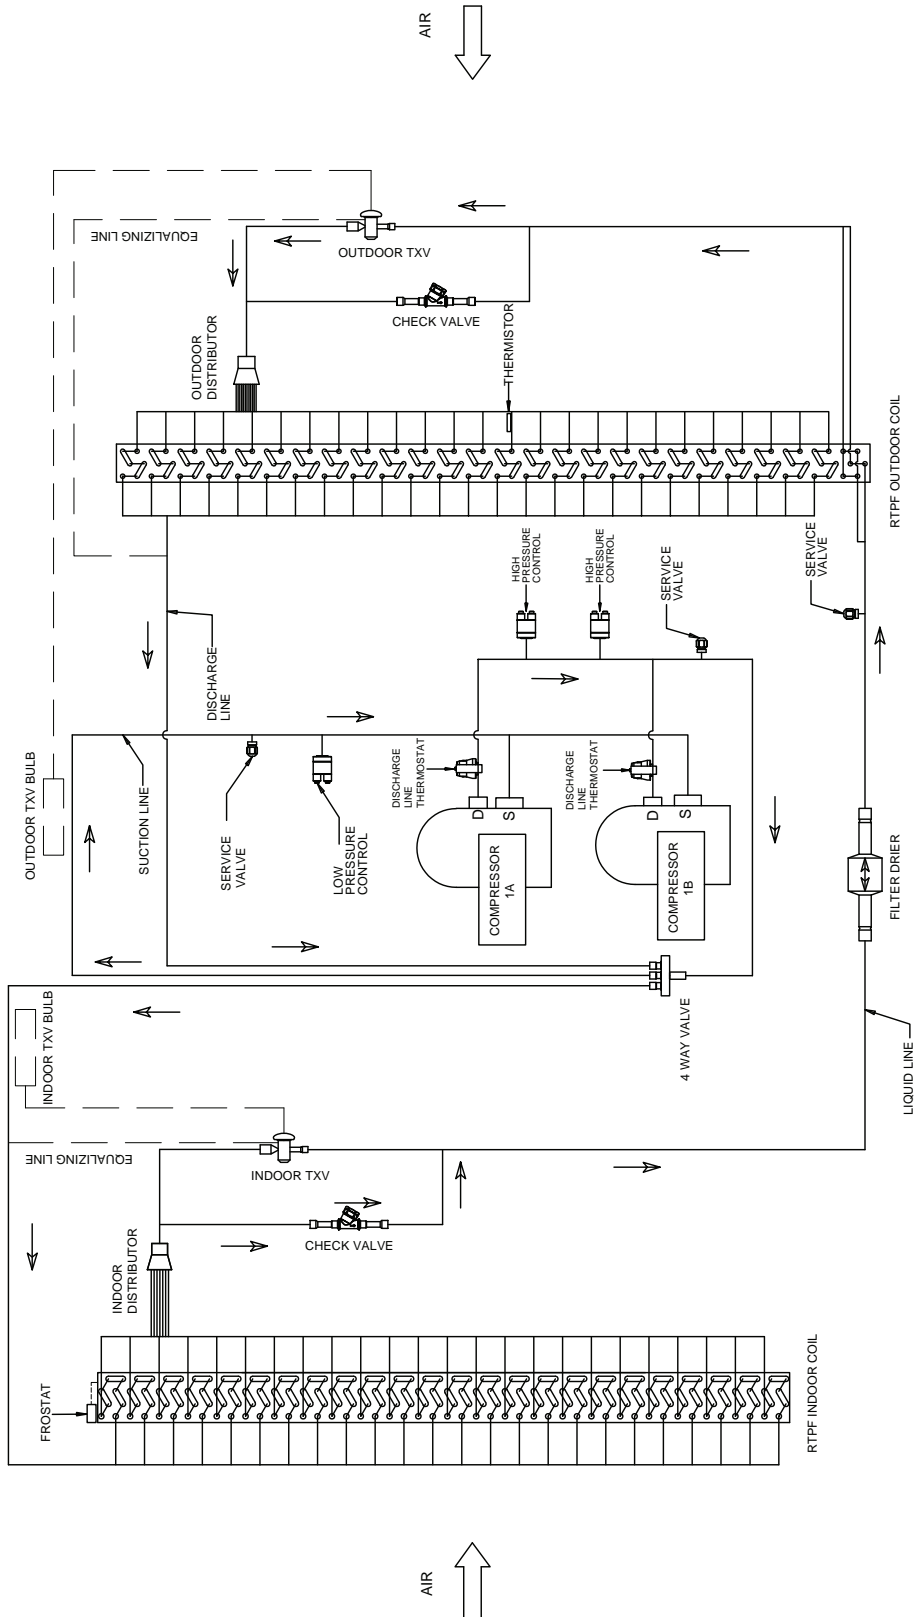 AIR
EQUALIZING LINE
OUTDOOR TXV
CHECK VALVE
OUTDOOR
DISTRIBUTOR
THERMISTOR
RTPF OUTDOOR COIL
HIGH
PRESSURE
CONTROL
HIGH
PRESSURE
CONTROL
SERVICE
VALVE
SERVICE
VALVE
DISCHARGE
LINE
OUTDOOR TXV BULB
SUCTION LINE
SERVICE
VALVE
LOW
PRESSURE
CONTROL
DISCHARGE
LINE
THERMOSTAT
DISCHARGE
LINE
THERMOSTAT
D
S
D
S
COMPRESSOR
1A
COMPRESSOR
1B
FILTER DRIER
4 WAY VALVE
INDOOR TXV BULB
LIQUID LINE
EQUALIZING LINE
INDOOR TXV
CHECK VALVE
INDOOR
DISTRIBUTOR
FROSTAT
RTPF INDOOR COIL
AIR